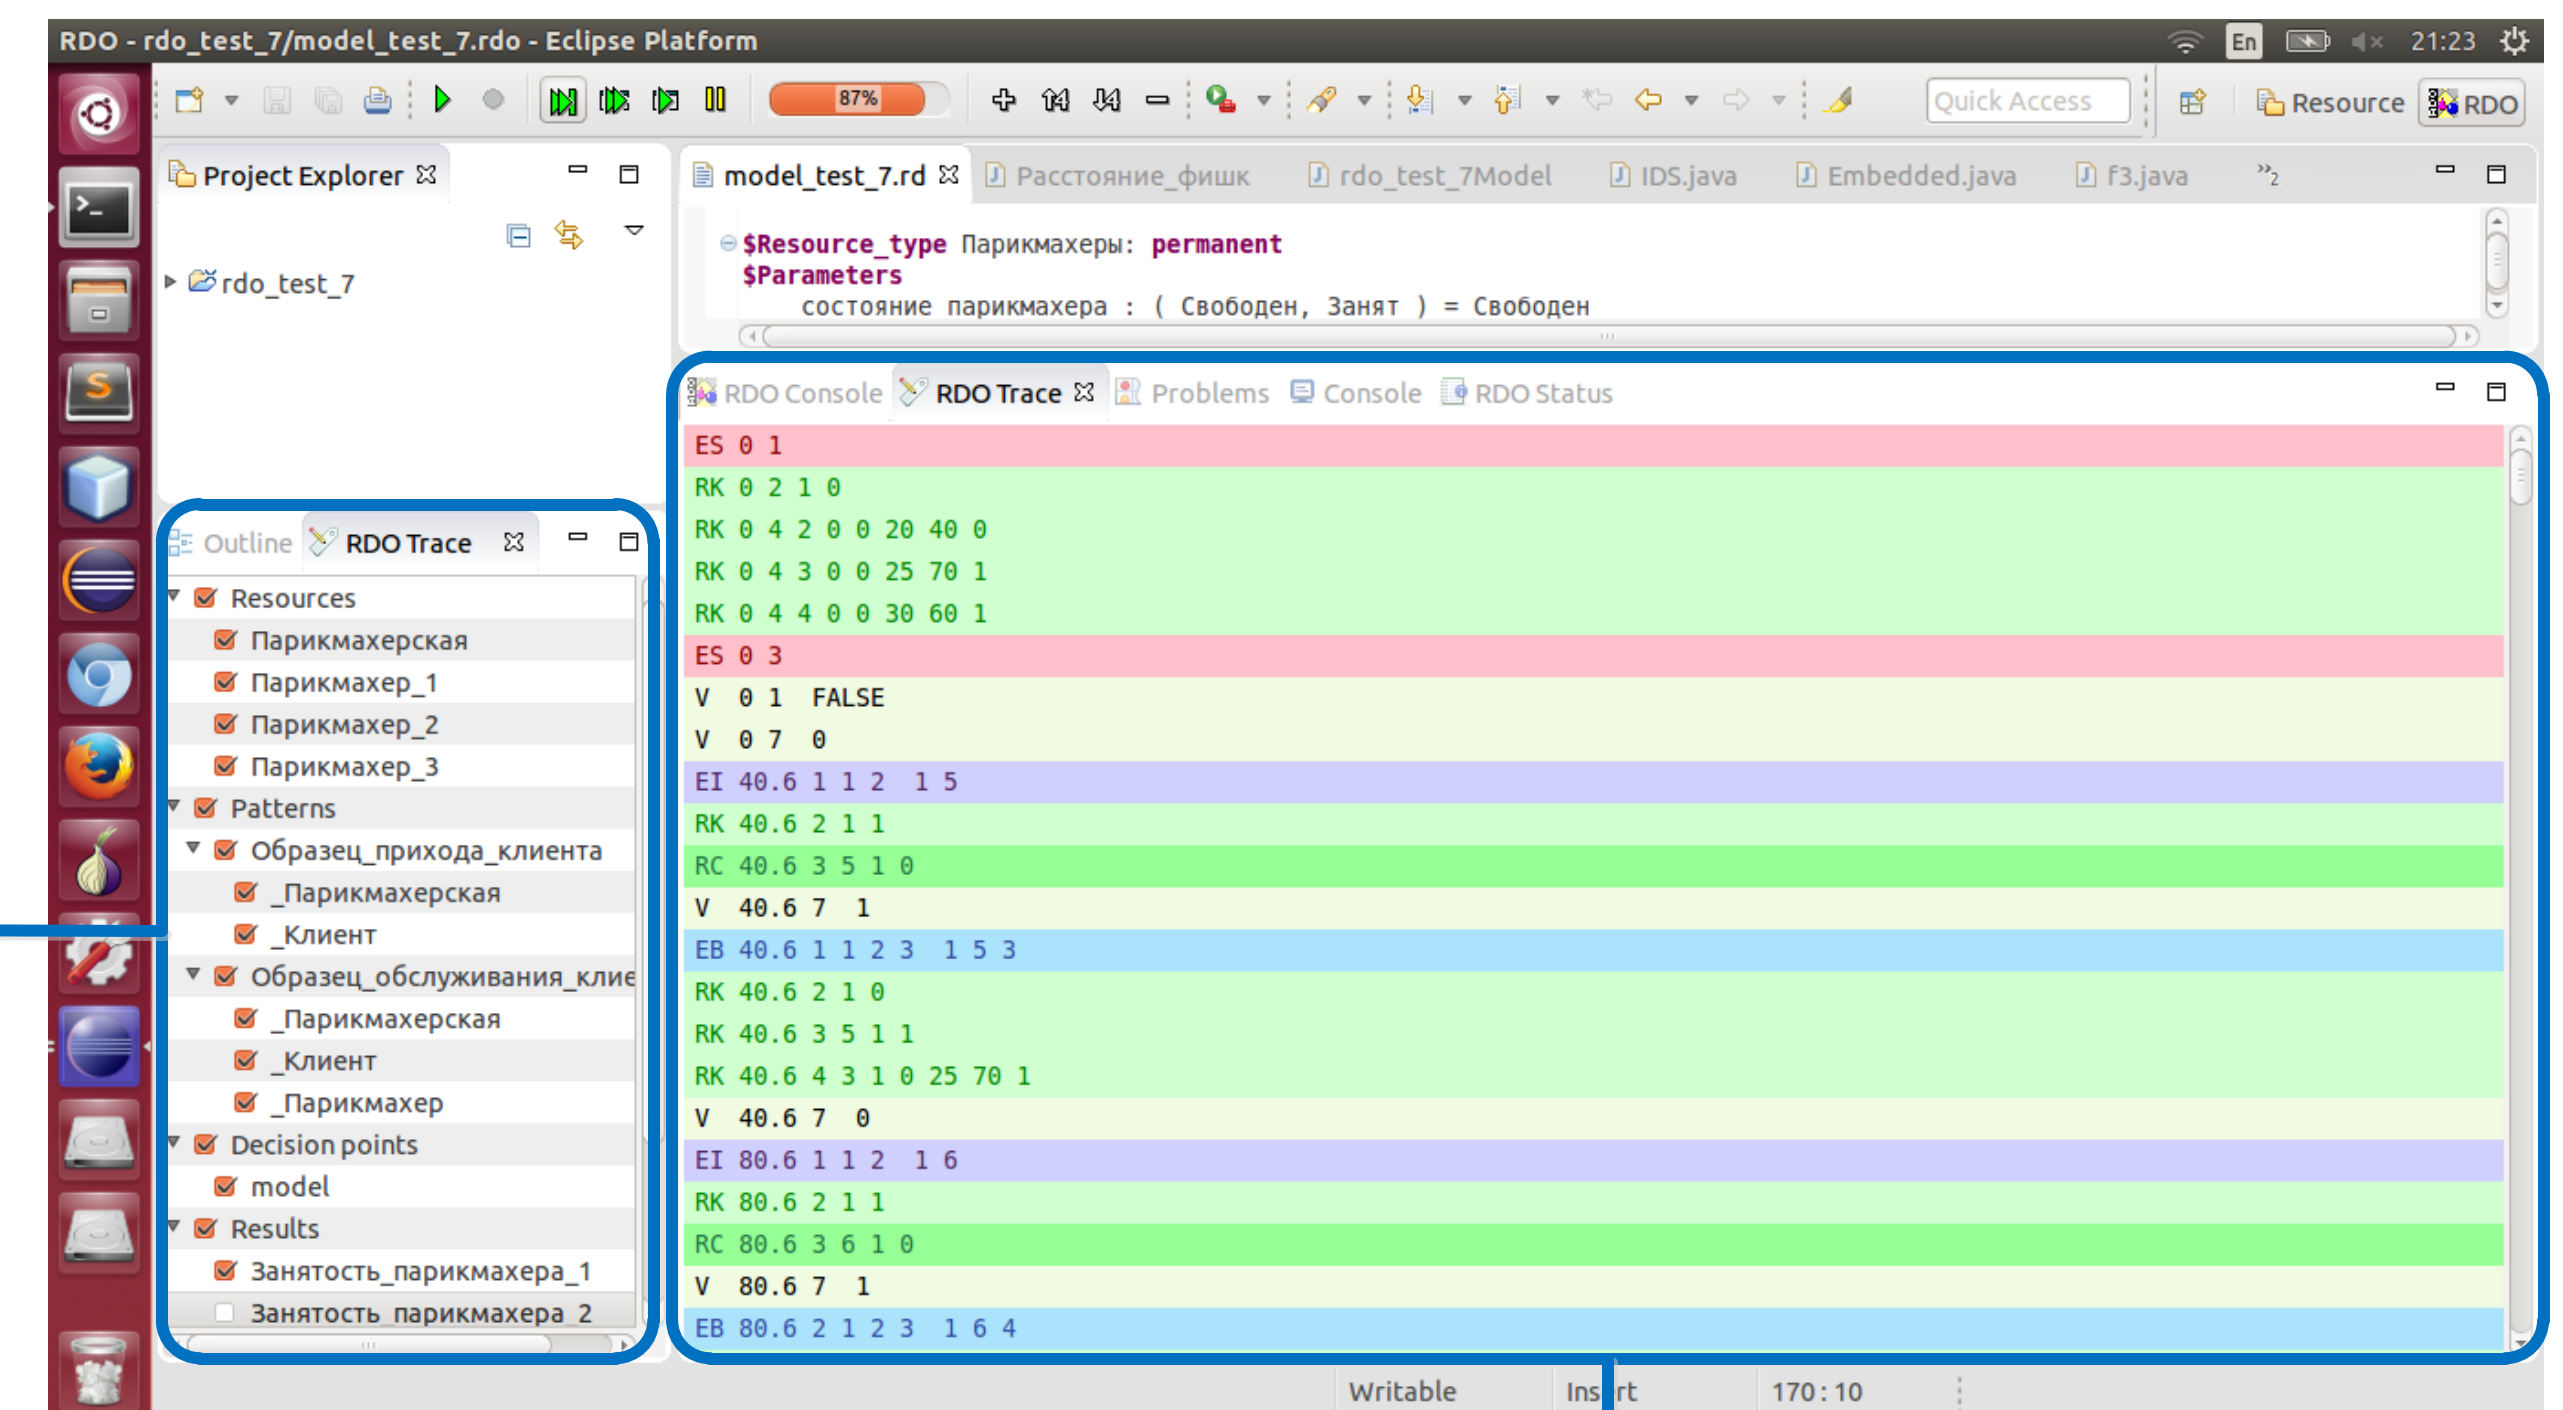 RDO - rdo_test_7/model_test_7.rdo - Eclipse Platform
En
21:23
87%
Quick Access
Resource
RDO
Project Explorer
rdo_test_7
model_test_7.rd
Расстояние_фишк
rdo_test_7Model
IDS.java
Embedded.java
f3.java
»2
$Resource_type Парикмахеры: permanent
$Parameters
состояние парикмахера : ( Свободен, Занят ) = Свободен
Outline
RDO Trace
Resources
Парикмахерская
Парикмахер_1
Парикмахер_2
Парикмахер_3
Patterns
Образец_прихода_клиента
_Парикмахерская
_Клиент
Образец_обслуживания_клие
_Парикмахерская
_Клиент
_Парикмахер
Decision points
model
Results
Занятость_парикмахера_1
Занятость_парикмахера_2
RDO Console
RDO Trace
Problems
Console
RDO Status
ES 0 1
RK 0 2 1 0
RK 0 4 2 0 0 20 40 0
RK 0 4 3 0 0 25 70 1
RK 0 4 4 0 0 30 60 1
ES 0 3
V 0 1 FALSE
V 0 7 0
EI 40.6 1 1 2 1 5
RK 40.6 2 1 1
RC 40.6 3 5 1 0
V 40.6 7 1
EB 40.6 1 1 2 3 1 5 3
RK 40.6 2 1 0
RK 40.6 3 5 1 1
RK 40.6 4 3 1 0 25 70 1
V 40.6 7 0
EI 80.6 1 1 2 1 6
RK 80.6 2 1 1
RC 80.6 3 6 1 0
V 80.6 7 1
EB 80.6 2 1 2 3 1 6 4
Writable
Insert
170:10